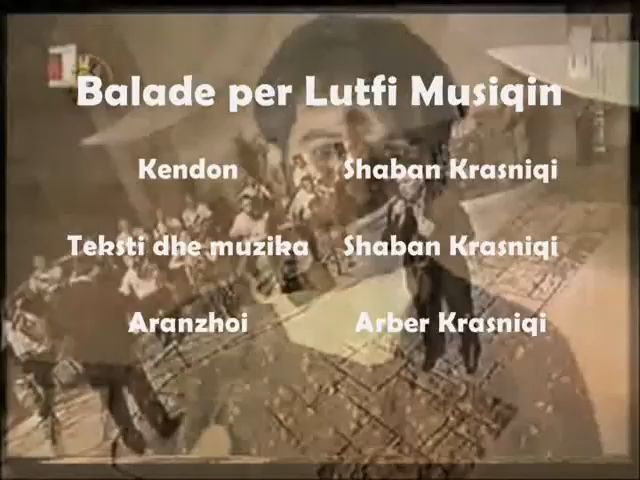 Balade per Lutfi Musiqin
Kendon Shaban Krasniqi
Teksti dhe muzika Shaban Krasniqi
Aranzhoi Arber Krasniqi